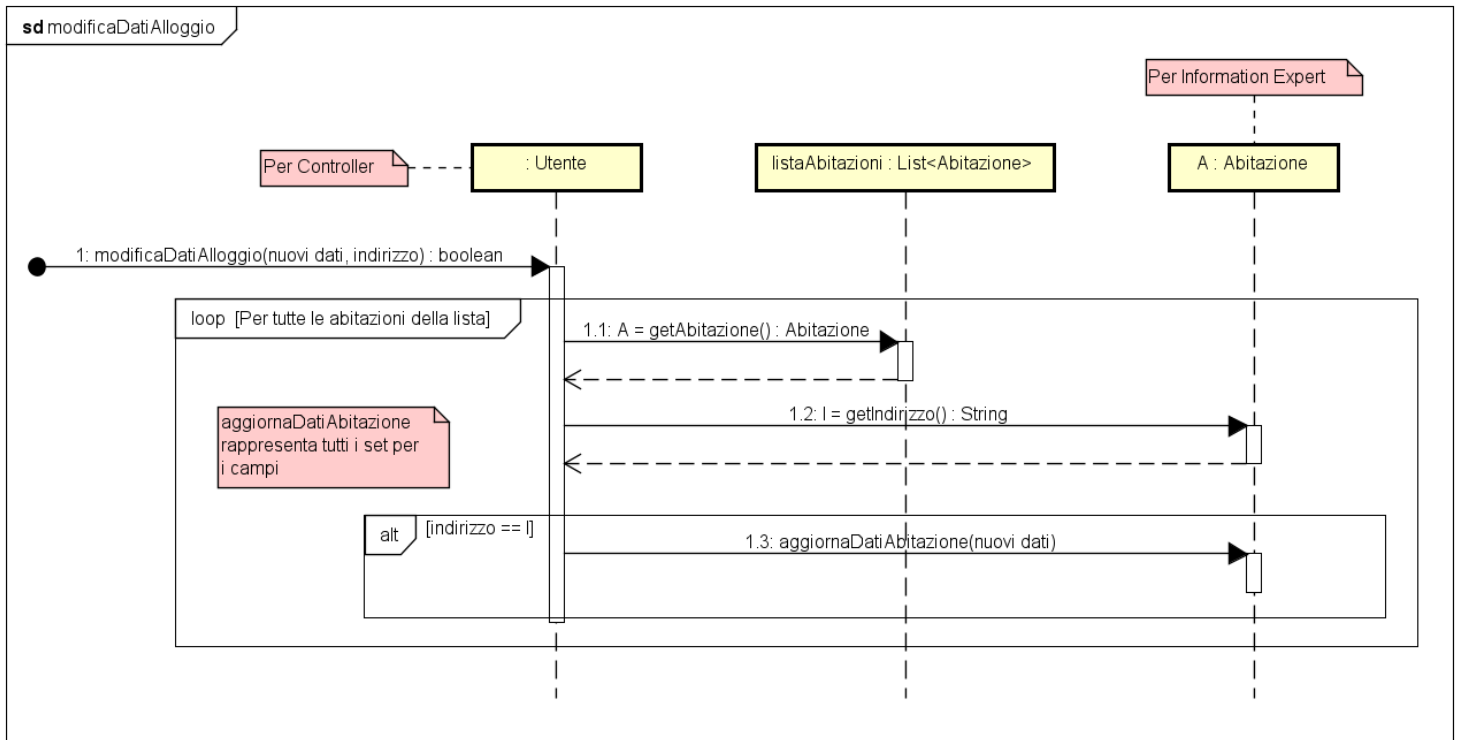 sd modificaDatiAlloggio
Per Information Expert
Per Controller
: Utente
listaAbitazioni : List<Abitazione>
A : Abitazione
1: modificaDatiAlloggio(nuovi dati, indirizzo) : boolean
loop [Per tutte le abitazioni della lista]
1.1: A = getAbitazione() : Abitazione
aggiornaDatiAbitazione
rappresenta tutti i set per
i campi
1.2: I = getIndirizzo() : String
alt [indirizzo == I]
1.3: aggiornaDatiAbitazione(nuovi dati)